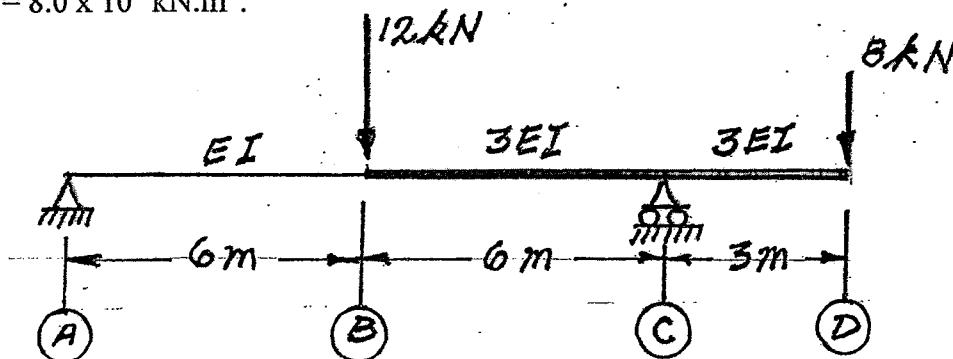 = 8.0 x 10 kN.m .
12kN
8kN
EI
3EI
3EI
6m
6m
3m
A
B
C
D